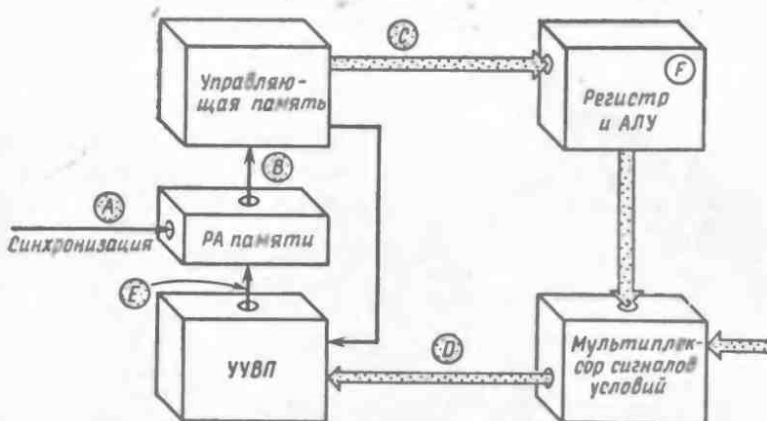 C
Управляю-
щая память
F
Регистр
и АЛУ
B
A
Синхронизация
РА памяти
E
УУВП
D
Мультиплек-
сор сигналов
условий